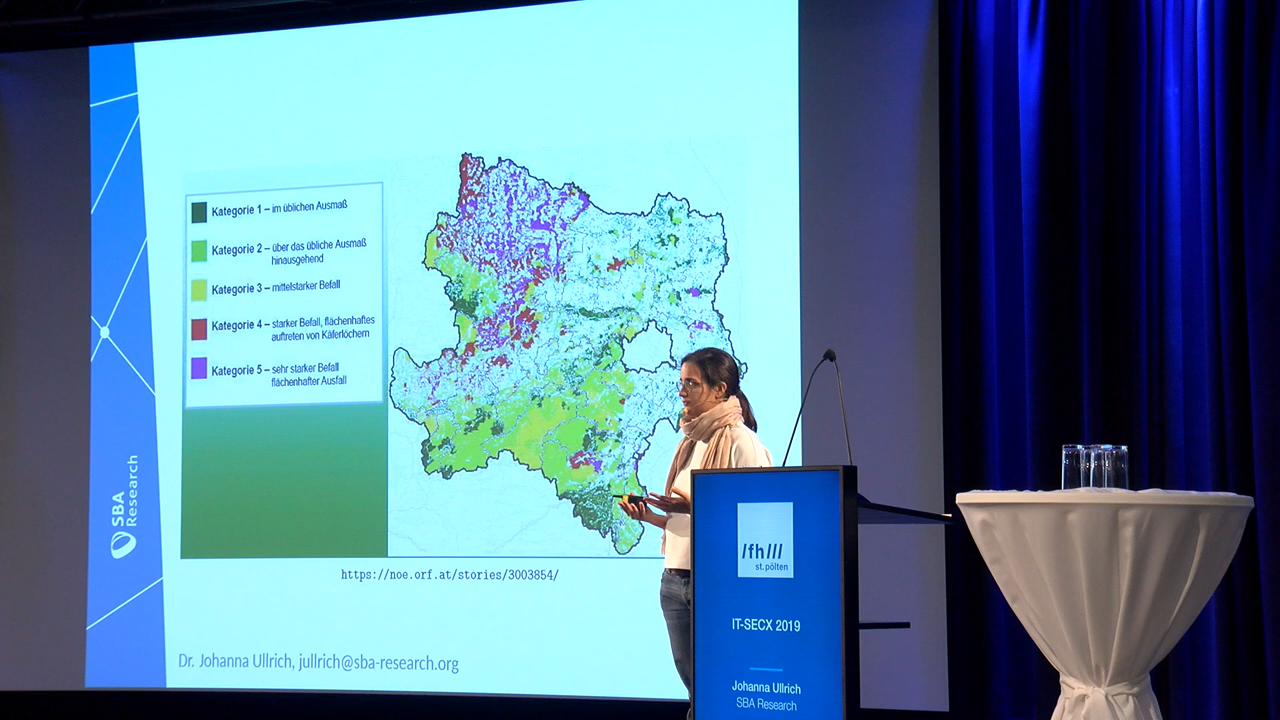 Kategorie 1 – im üblichen Ausmaß
Kategorie 2 – über das übliche Ausmaß
hinausgehend
Kategorie 3 – mittelstarker Befall
Kategorie 4 – starker Befall, flächenhaftes
auftreten von Käferlöchern
Kategorie 5 – sehr starker Befall
flächenhafter Ausfall
SBA
Research
https://noe.orf.at/stories/3003854/
Dr. Johanna Ullrich, jullrich@sba-research.org
/fh///
st.pölten
IT-SECX 2019
Johanna Ullrich
SBA Research